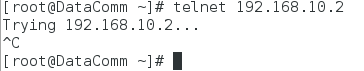 [root@DataComm ~]# telnet 192.168.10.2
Trying 192.168.10.2...
^C
[root@DataComm ~]#